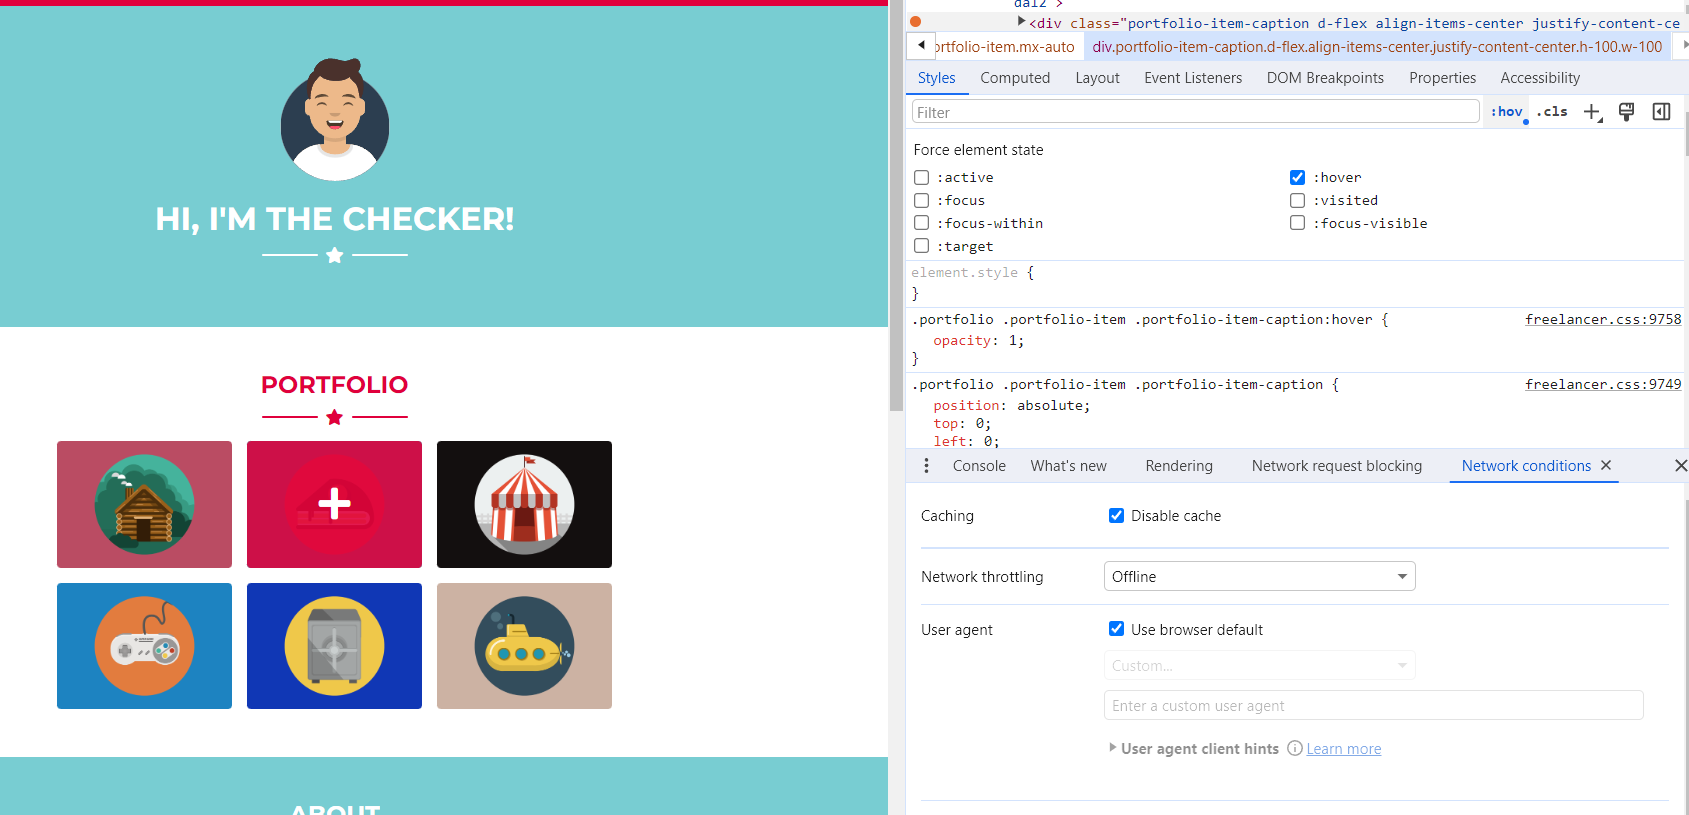 HI, I'M THE CHECKER!
PORTFOLIO
ABOUT
dal2">
<div class="portfolio-item-caption d-flex align-items-center justify-content-ce
ortfolio-item.mx-auto div.portfolio-item-caption.d-flex.align-items-center.justify-content-center.h-100.w-100
Styles Computed Layout Event Listeners DOM Breakpoints Properties Accessibility
Filter :hov .cls
Force element state
:active :hover
:focus :visited
:focus-within :focus-visible
:target
element.style {
}
.portfolio .portfolio-item .portfolio-item-caption:hover { freelancer.css:9758
opacity: 1;
}
.portfolio .portfolio-item .portfolio-item-caption { freelancer.css:9749
position: absolute;
top: 0;
left: 0;
Console What's new Rendering Network request blocking Network conditions
Caching Disable cache
Network throttling Offline
User agent Use browser default
Custom...
Enter a custom user agent
User agent client hints Learn more